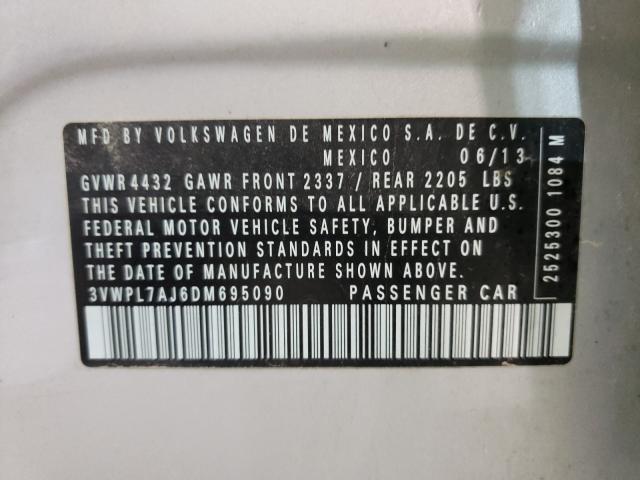 MFD BY VOLKSWAGEN DE MEXICO S.A. DE C.V.
MEXICO 06/13
GVWR 4432 GAWR FRONT 2337 / REAR 2205 LBS
THIS VEHICLE CONFORMS TO ALL APPLICABLE U.S.
FEDERAL MOTOR VEHICLE SAFETY, BUMPER AND
THEFT PREVENTION STANDARDS IN EFFECT ON
THE DATE OF MANUFACTURE SHOWN ABOVE.
3VWPL7AJ6DM695090 PASSENGER CAR
2525300 1084 M